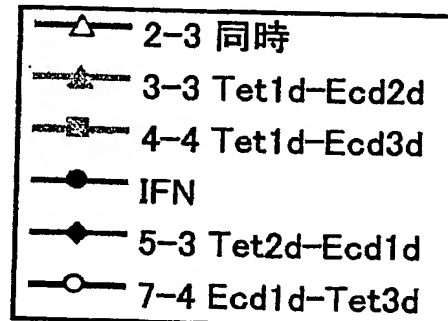 2-3 同時
3-3 Tet1d-Ecd2d
4-4 Tet1d-Ecd3d
IFN
5-3 Tet2d-Ecd1d
7-4 Ecd1d-Tet3d